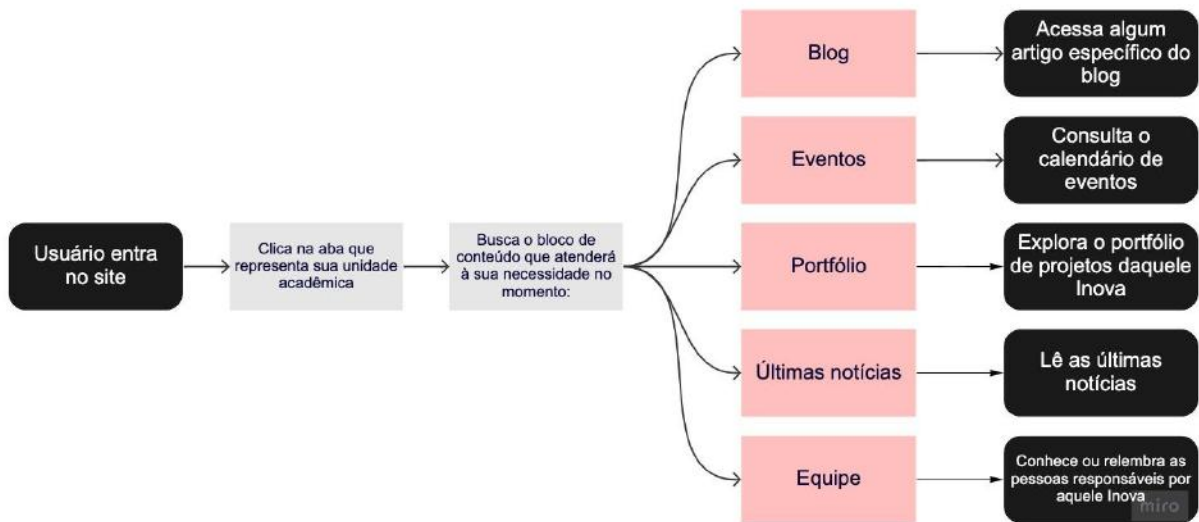 Usuário entra
no site
Clica na aba que
representa sua unidade
acadêmica
Busca o bloco de
conteúdo que atenderá
à sua necessidade no
momento:
Blog
Acessa algum
artigo específico do
blog
Eventos
Consulta o
calendário de
eventos
Portfólio
Explora o portfólio
de projetos daquele
Inova
Últimas notícias
Lê as últimas
notícias
Equipe
Conhece ou relembra as
pessoas responsáveis por
aquele Inova
miro